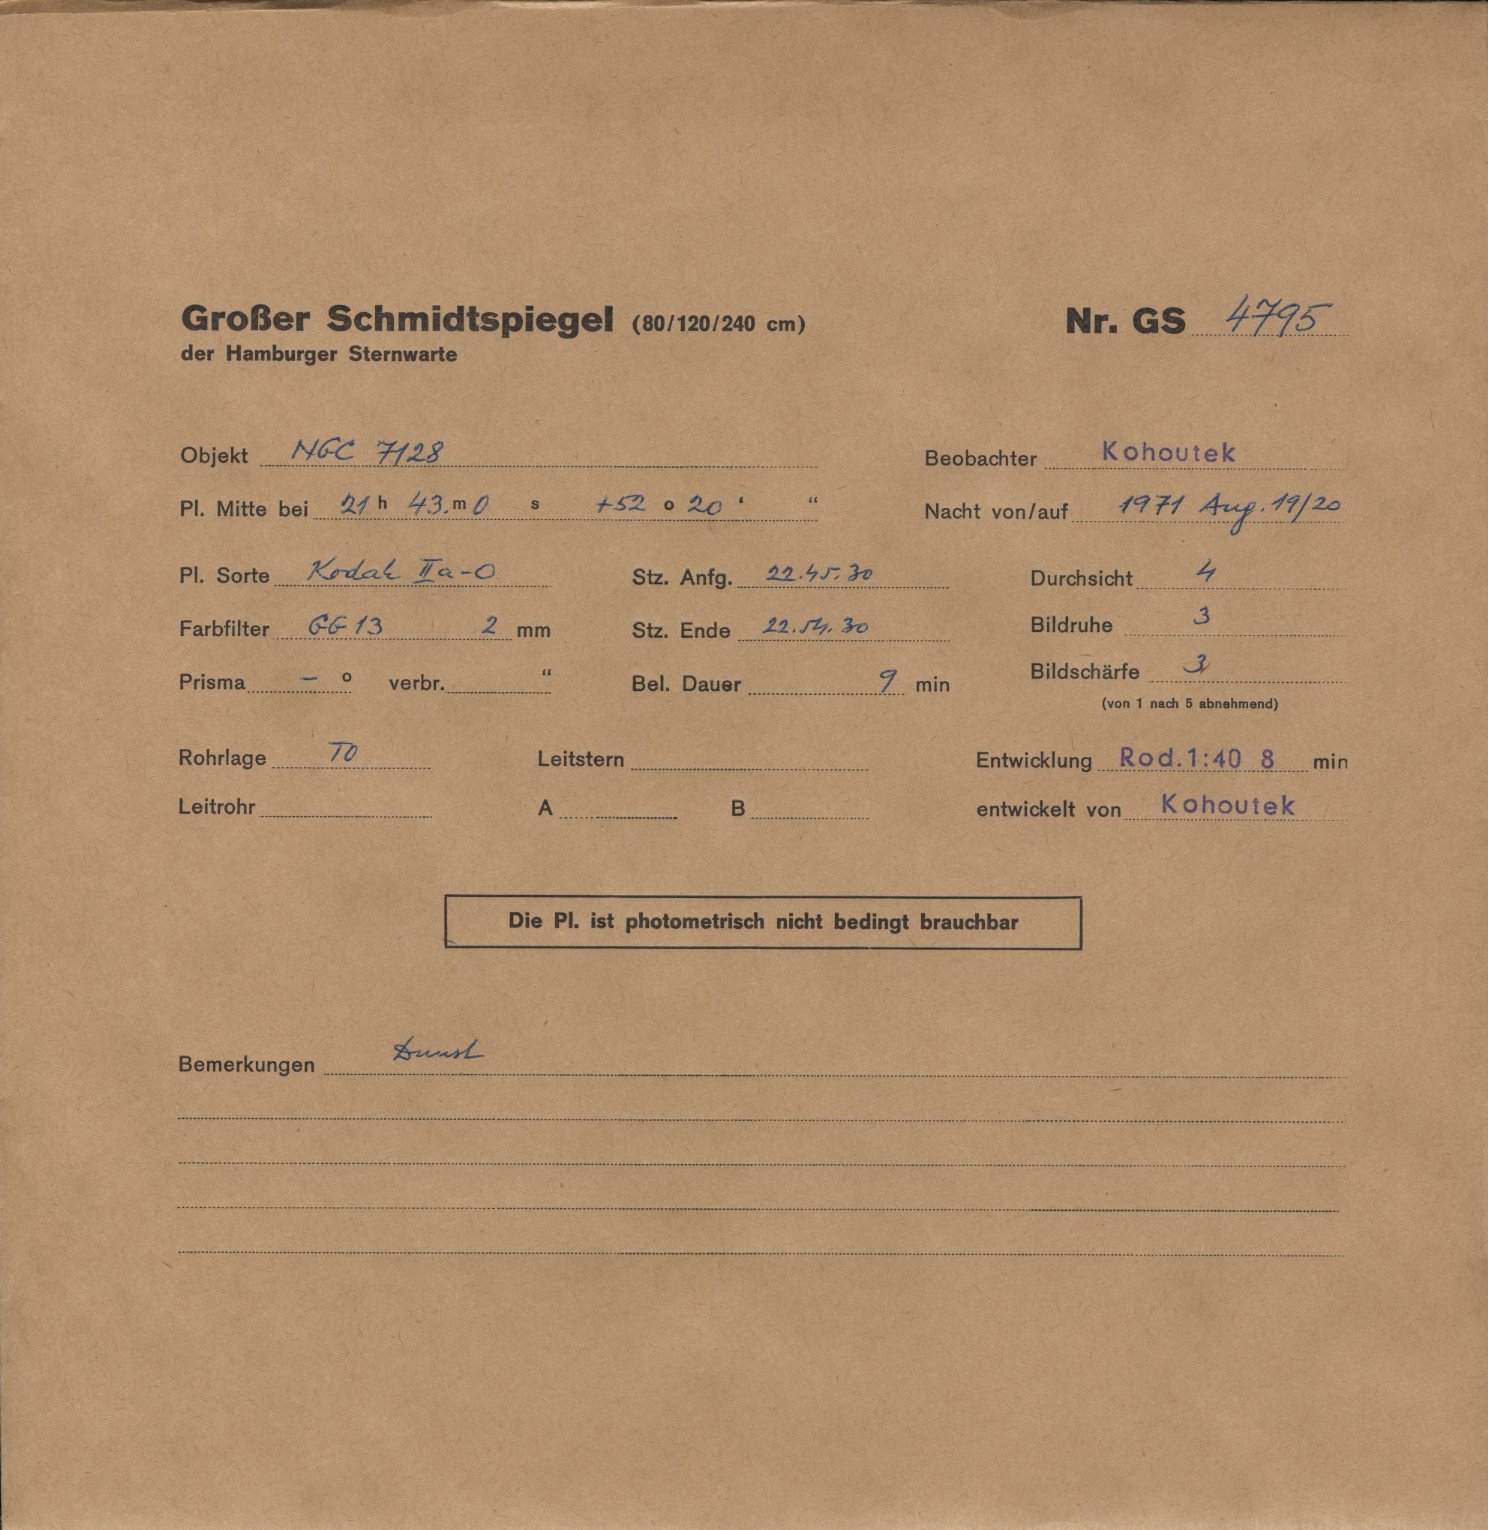 Großer Schmidtspiegel (80/120/240 cm) Nr. GS 4795
der Hamburger Sternwarte
Objekt NGC 7128 Beobachter Kohoutek
Pl. Mitte bei 21 h 43. m 0 s +52 o 20 ' “ Nacht von/auf 1971 Aug. 19/20
Pl. Sorte Kodak IIa-O Stz. Anfg. 22.45.30 Durchsicht 4
Farbfilter GG 13 2 mm Stz. Ende 22.54.30 Bildruhe 3
Prisma – o verbr. “ Bel. Dauer 9 min Bildschärfe 3
(von 1 nach 5 abnehmend)
Rohrlage TO Leitstern Entwicklung Rod. 1:40 8 min
Leitrohr A B entwickelt von Kohoutek
Die Pl. ist photometrisch nicht bedingt brauchbar
Bemerkungen Dunst